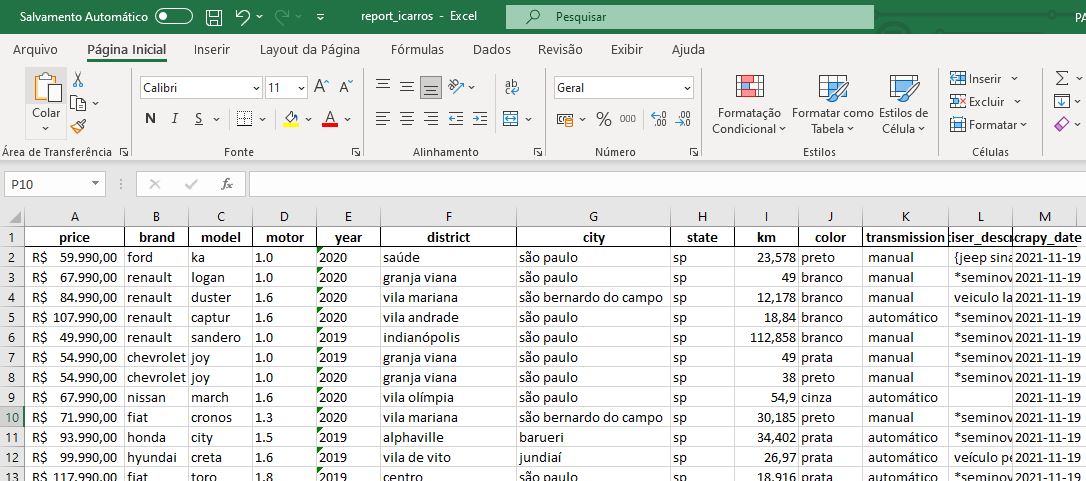 Salvamento Automático report_icarros - Excel Pesquisar PA
Arquivo Página Inicial Inserir Layout da Página Fórmulas Dados Revisão Exibir Ajuda
Colar
Calibri 11
N I S
ab
Geral
% 000
Formatação Condicional
Formatar como Tabela
Estilos de Célula
Inserir
Excluir
Formatar
Área de Transferência Fonte Alinhamento Número Estilos Células
P10 fx
A B C D E F G H I J K L M
1 price brand model motor year district city state km color transmission tiser_descr crapy_date
2 R$ 59.990,00 ford ka 1.0 2020 saúde são paulo sp 23,578 preto manual {jeep sina 2021-11-19
3 R$ 67.990,00 renault logan 1.0 2020 granja viana são paulo sp 49 branco manual *seminov 2021-11-19
4 R$ 84.990,00 renault duster 1.6 2020 vila mariana são bernardo do campo sp 12,178 branco manual veiculo la 2021-11-19
5 R$ 107.990,00 renault captur 1.6 2020 vila andrade são paulo sp 18,84 branco automático *seminov 2021-11-19
6 R$ 49.990,00 renault sandero 1.0 2019 indianópolis são paulo sp 112,858 branco manual *seminov 2021-11-19
7 R$ 54.990,00 chevrolet joy 1.0 2019 granja viana são paulo sp 49 prata manual *seminov 2021-11-19
8 R$ 54.990,00 chevrolet joy 1.0 2020 granja viana são paulo sp 38 preto manual *seminov 2021-11-19
9 R$ 67.990,00 nissan march 1.6 2020 vila olímpia são paulo sp 54,9 cinza automático 2021-11-19
10 R$ 71.990,00 fiat cronos 1.3 2020 vila mariana são bernardo do campo sp 30,185 preto manual *seminov 2021-11-19
11 R$ 93.990,00 honda city 1.5 2019 alphaville barueri sp 34,402 prata automático *seminov 2021-11-19
12 R$ 99.990,00 hyundai creta 1.6 2019 vila de vito jundiaí sp 26,97 prata automático veículo pe 2021-11-19
13 R$ 117.990,00 fiat toro 1.8 2019 centro são paulo sp 18,916 prata automático *seminov 2021-11-19